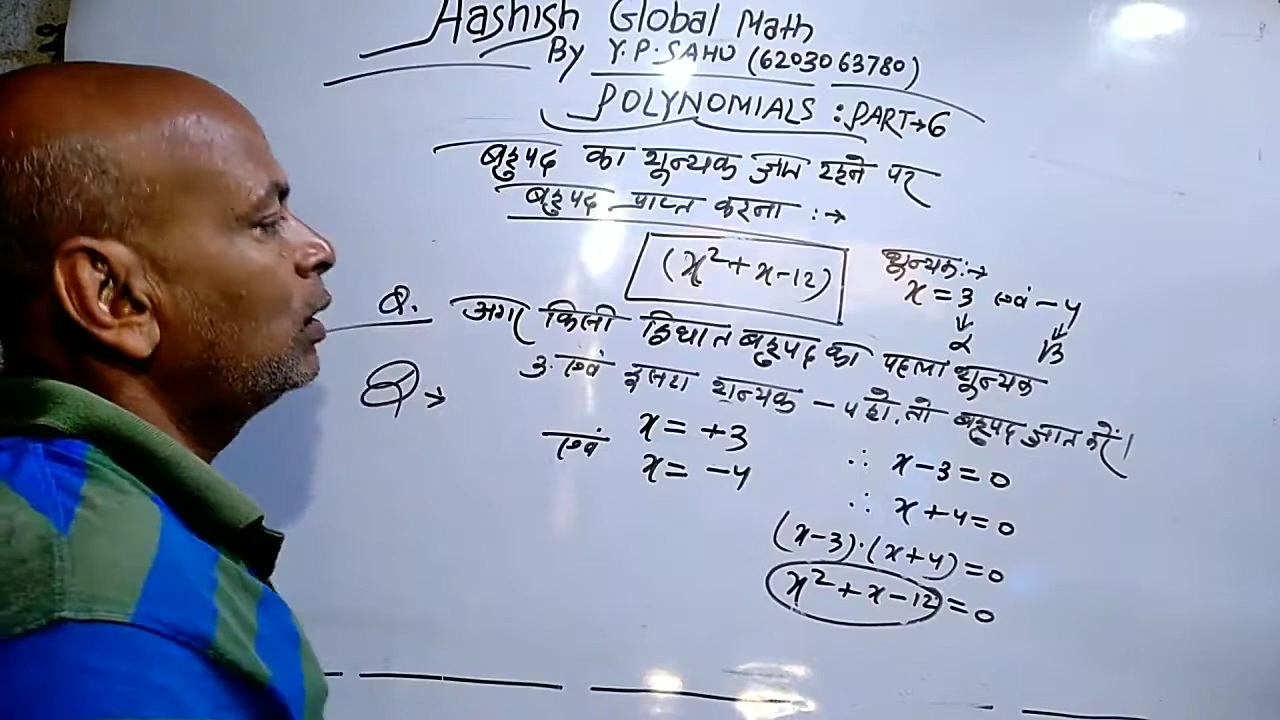 Aashish Global Math
By Y.P. SAHU (6203063780)
POLYNOMIALS : PART→6
बहुपद का शून्यक ज्ञात रहने पर
बहुपद प्राप्त करना :→
(x²+x-12)
शून्यक:→
x = 3 एवं -4
↓ ↓
α β
Q. अगर किसी द्विघात बहुपद का पहला शून्यक
3 एवं दूसरा शून्यक -4 हो, तो बहुपद ज्ञात करें।
Q→
x = +3
एवं x = -4
∴ x-3=0
∴ x+4=0
(x-3)·(x+4)=0
x²+x-12=0